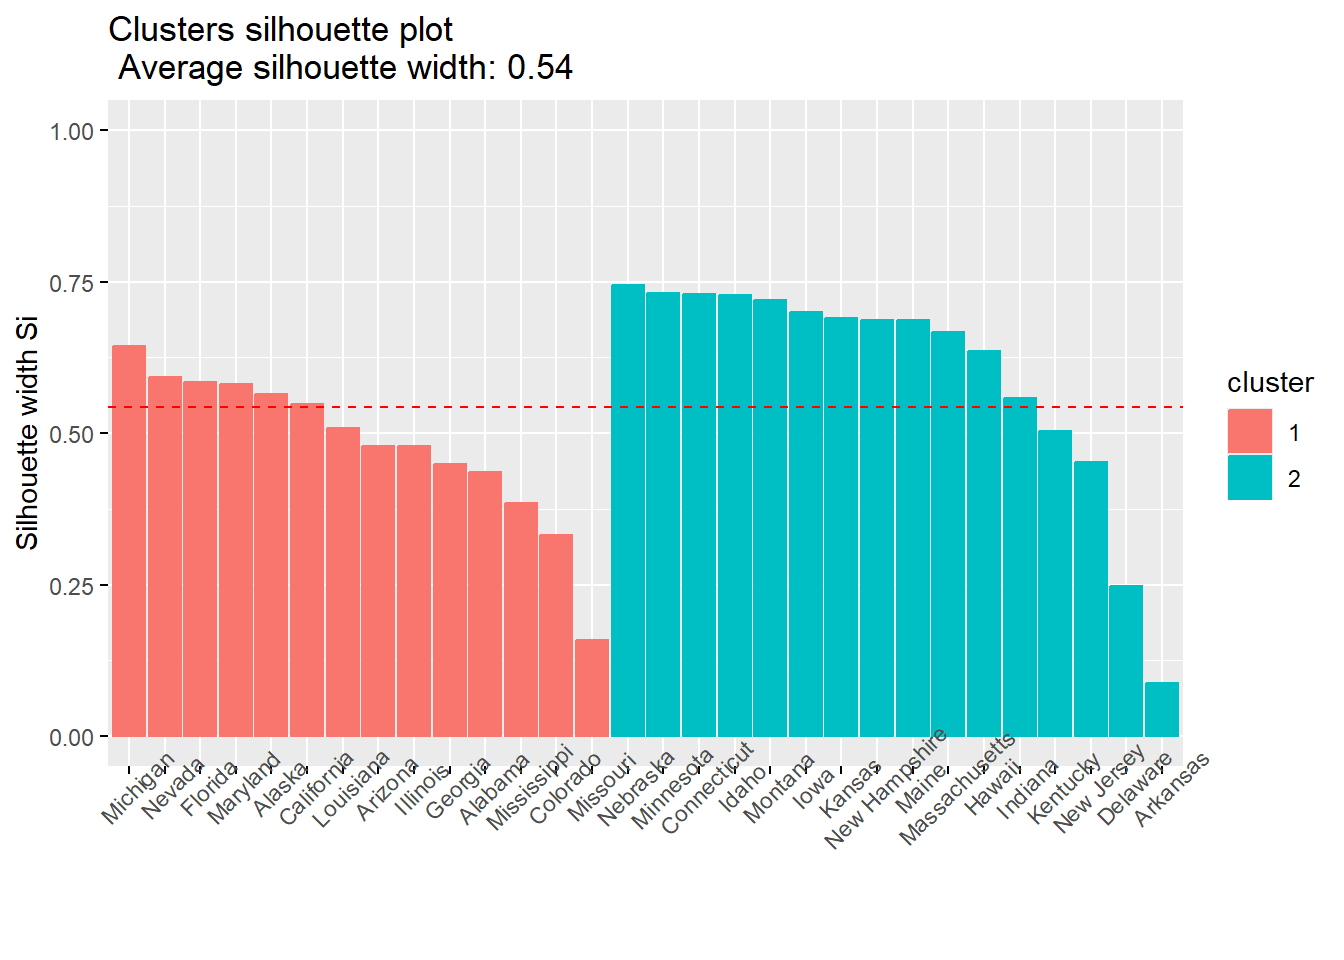 Clusters silhouette plot
Average silhouette width: 0.54
Silhouette width Si
1.00
0.75
0.50
0.25
0.00
Michigan
Nevada
Florida
Maryland
Alaska
California
Louisiana
Arizona
Illinois
Georgia
Alabama
Mississippi
Colorado
Missouri
Nebraska
Minnesota
Connecticut
Idaho
Montana
Iowa
Kansas
New Hampshire
Maine
Massachusetts
Hawaii
Indiana
Kentucky
New Jersey
Delaware
Arkansas
cluster
1
2